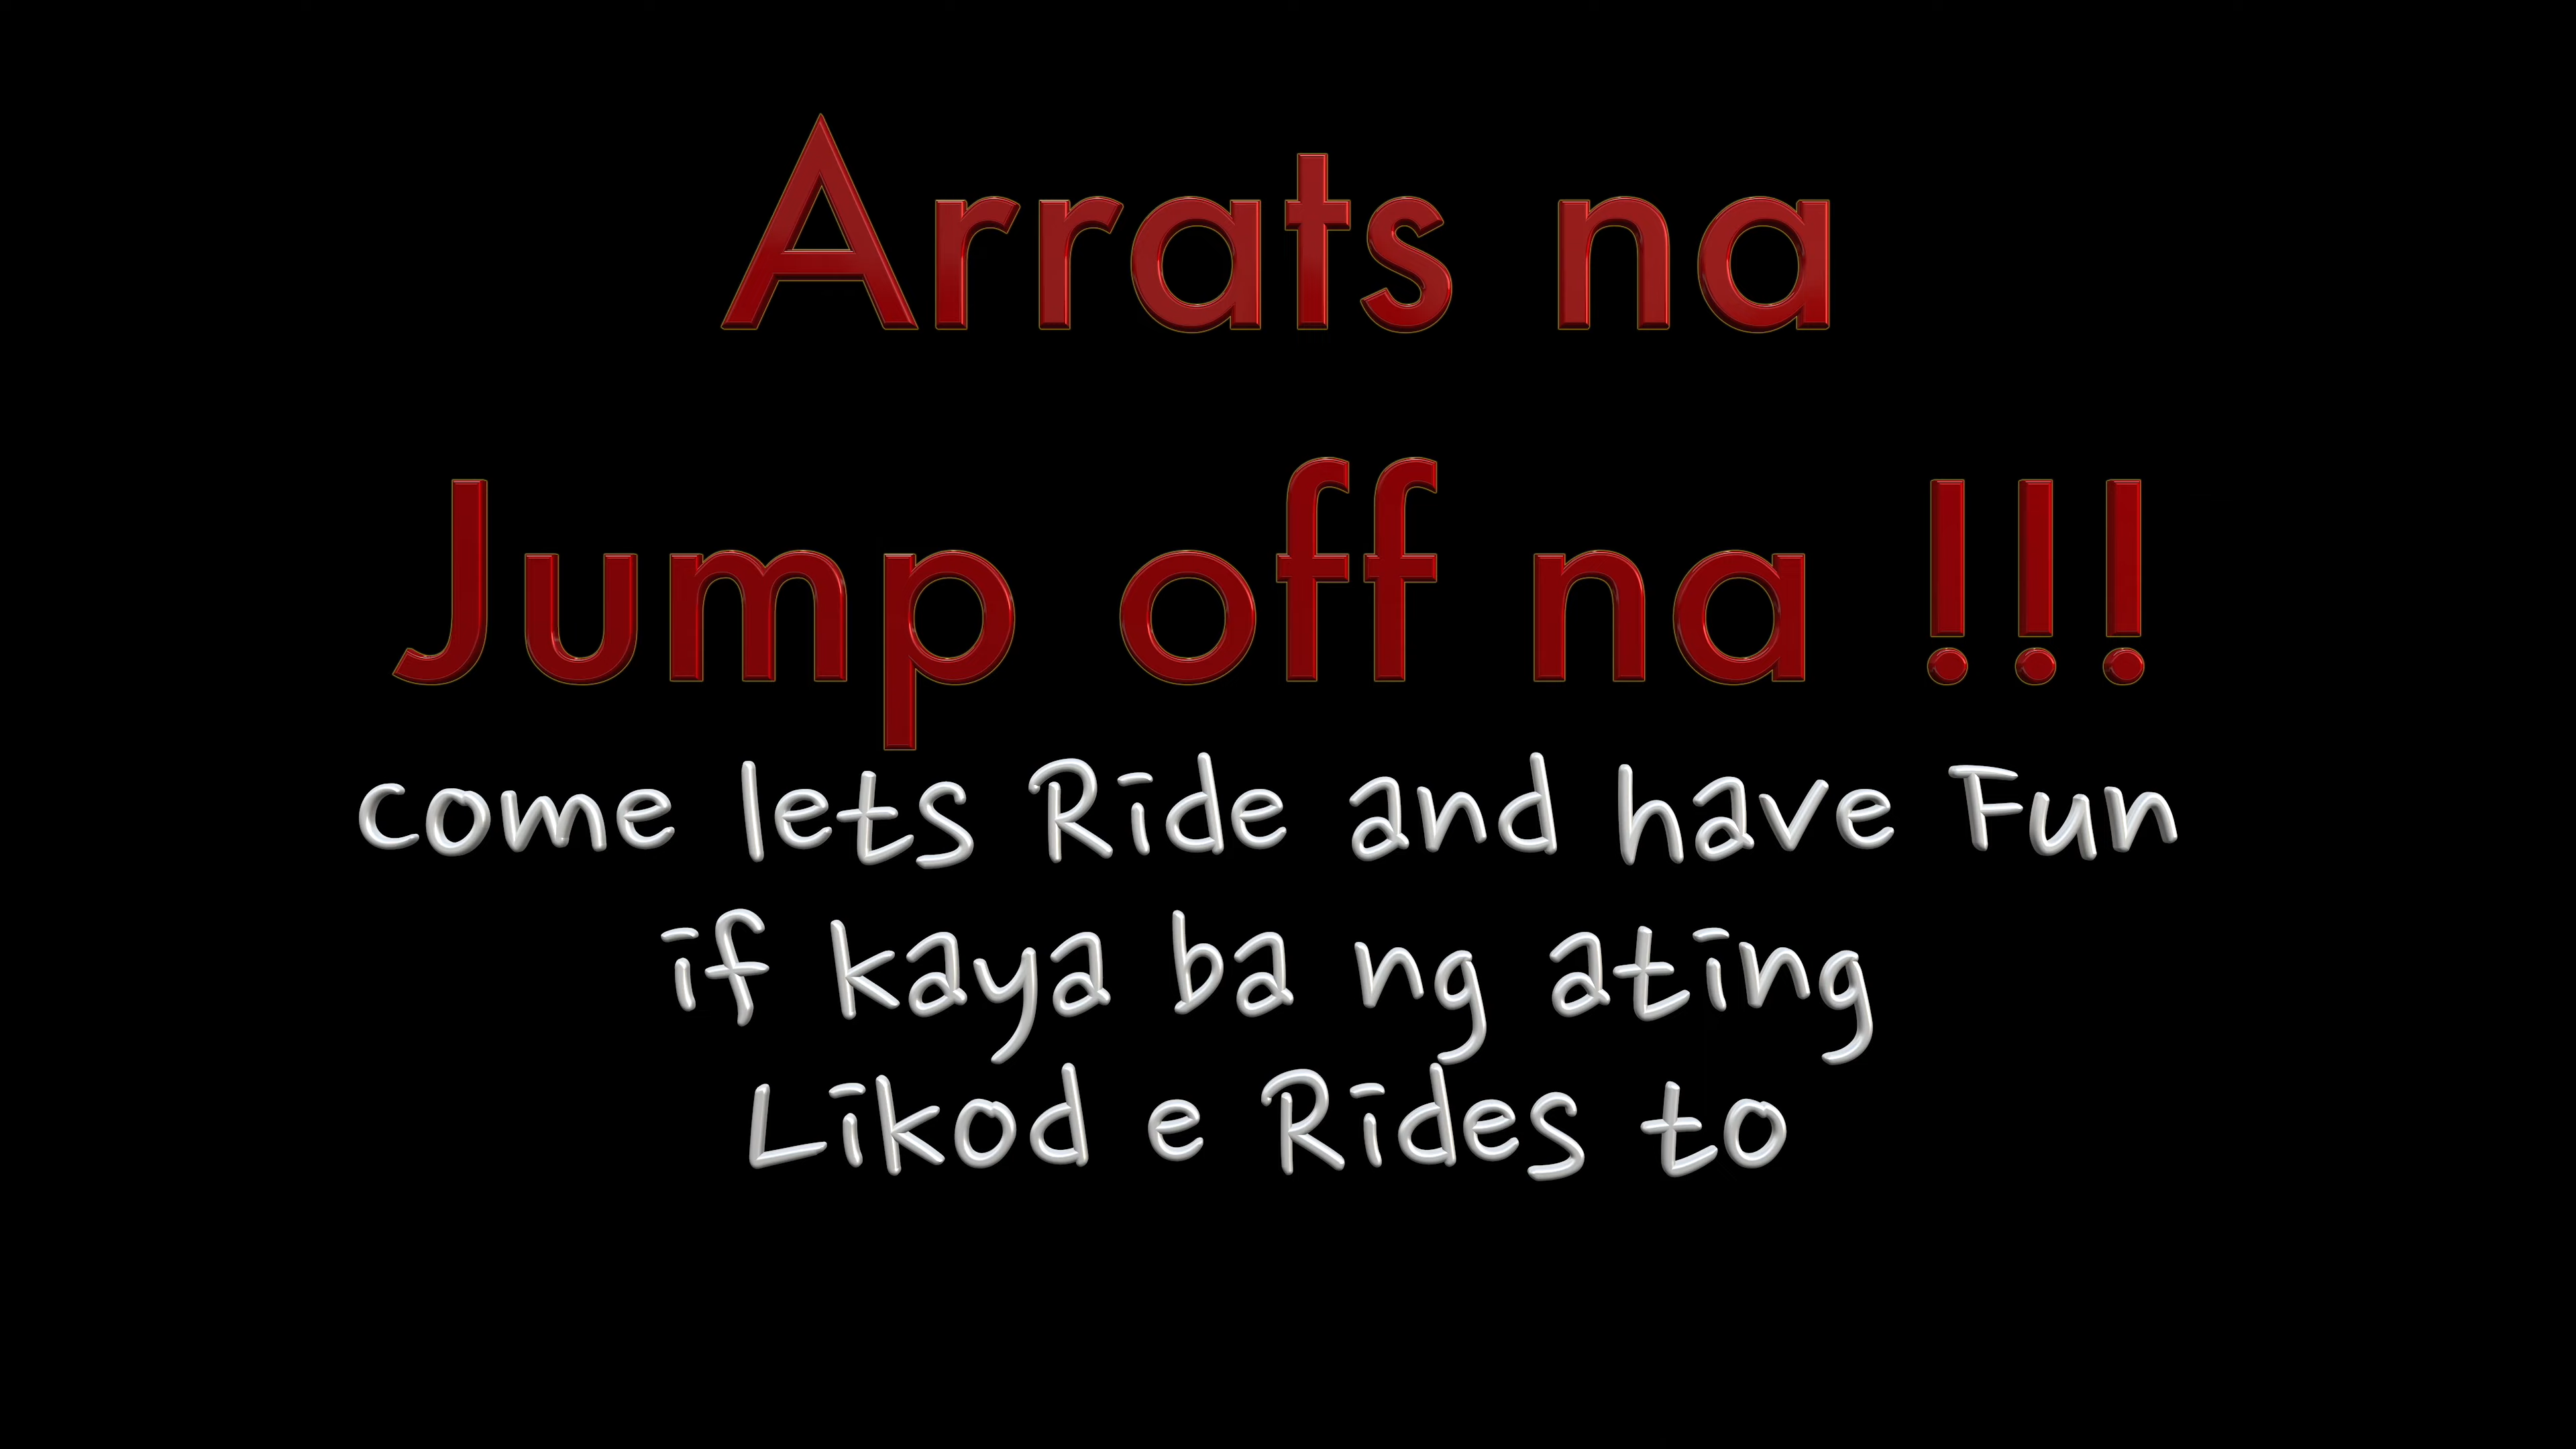 Arrats na
Jump off na !!!
come lets Ride and have Fun
if kaya ba ng ating
Likod e Rides to